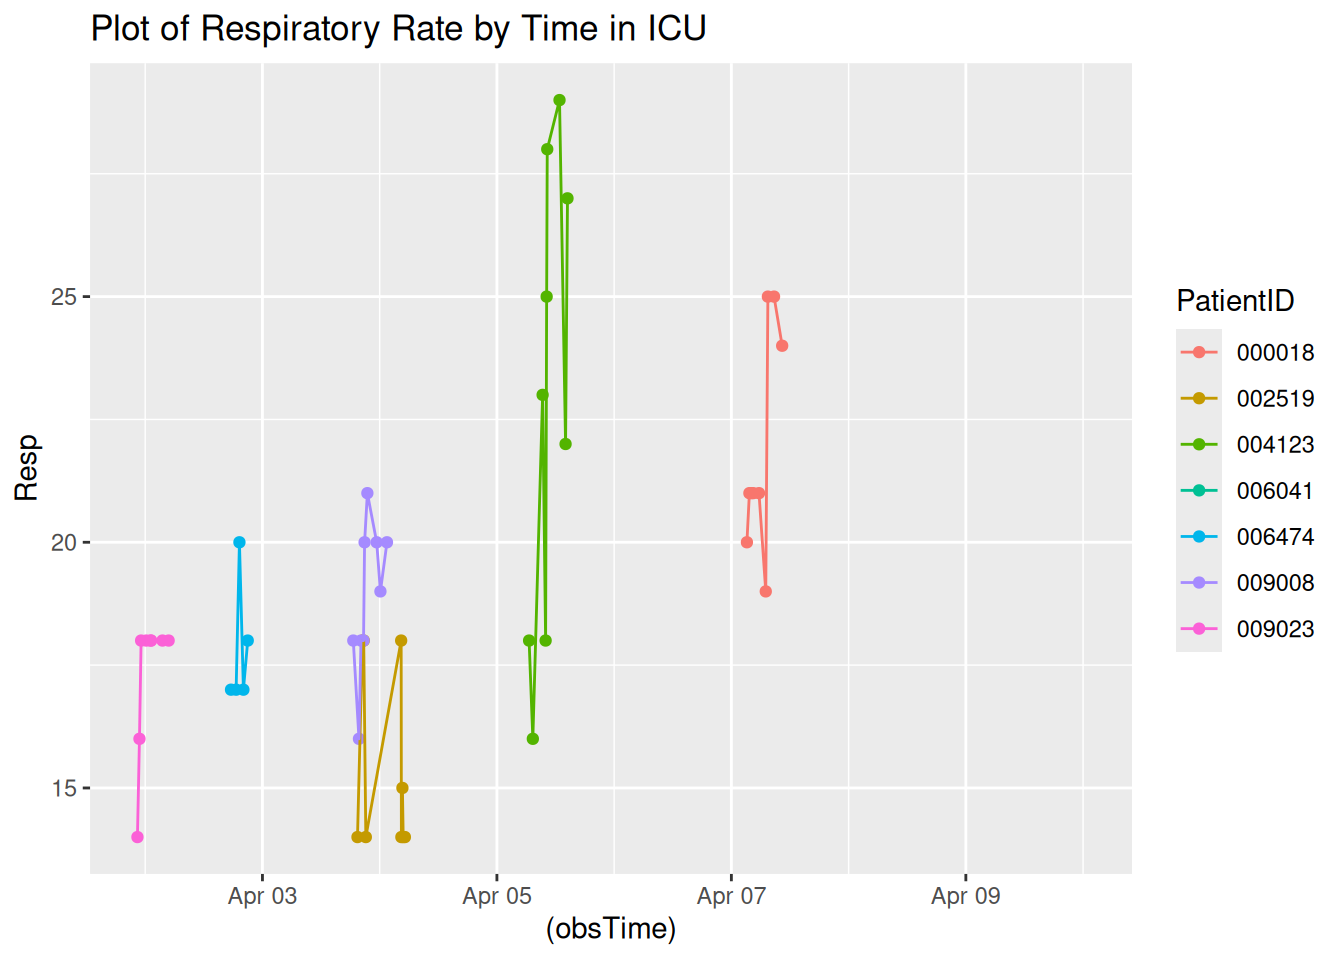 Plot of Respiratory Rate by Time in ICU
25
20
15
Resp
Apr 03
Apr 05
Apr 07
Apr 09
(obsTime)
PatientID
000018
002519
004123
006041
006474
009008
009023